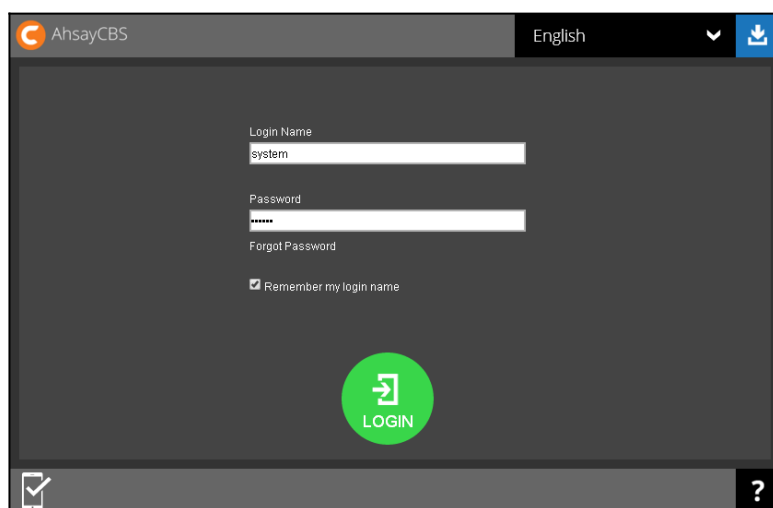 AhsayCBS
English
Login Name
system
Password
••••••
Forgot Password
Remember my login name
LOGIN
?